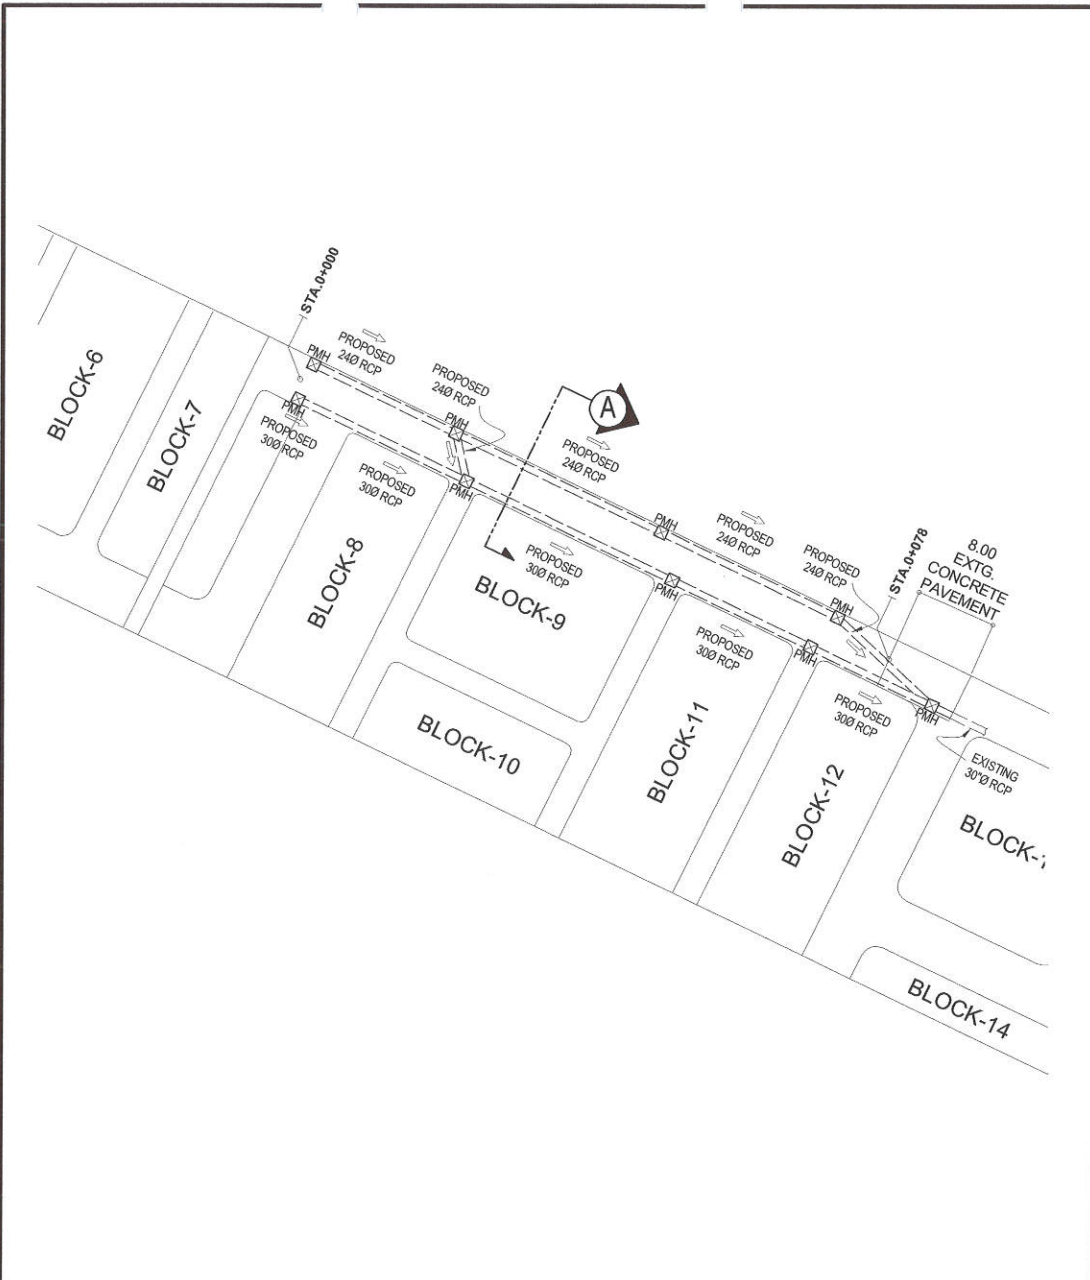 STA.0+000
PMH
PROPOSED
24Ø RCP
PROPOSED
24Ø RCP
PMH
A
BLOCK-6
BLOCK-7
PMH
PROPOSED
30Ø RCP
PROPOSED
30Ø RCP
PMH
PROPOSED
24Ø RCP
BLOCK-8
PROPOSED
30Ø RCP
BLOCK-9
PMH
PROPOSED
24Ø RCP
PROPOSED
24Ø RCP
STA.0+078
8.00
EXTG.
CONCRETE
PAVEMENT
PMH
PMH
PROPOSED
30Ø RCP
PMH
PROPOSED
30Ø RCP
PMH
BLOCK-10
BLOCK-11
BLOCK-12
EXISTING
30"Ø RCP
BLOCK-
BLOCK-14